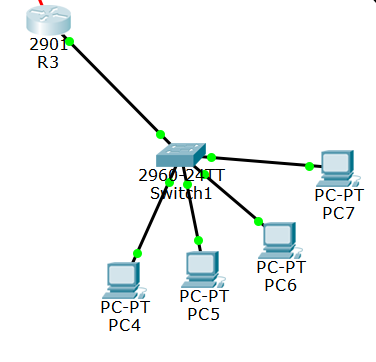 2901
R3
2960-24TT
Switch1
PC-PT
PC7
PC-PT
PC6
PC-PT
PC5
PC-PT
PC4